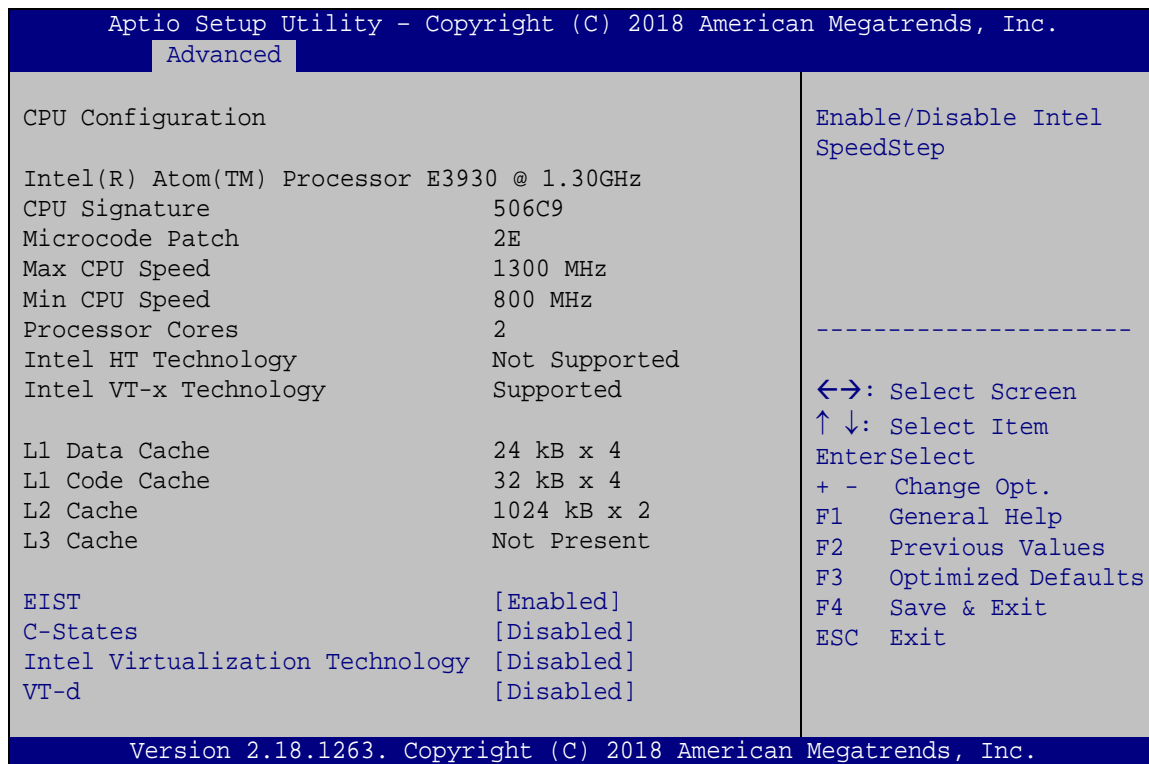 Aptio Setup Utility – Copyright (C) 2018 American Megatrends, Inc.
Advanced
CPU Configuration
Intel(R) Atom(TM) Processor E3930 @ 1.30GHz
CPU Signature 506C9
Microcode Patch 2E
Max CPU Speed 1300 MHz
Min CPU Speed 800 MHz
Processor Cores 2
Intel HT Technology Not Supported
Intel VT-x Technology Supported
L1 Data Cache 24 kB x 4
L1 Code Cache 32 kB x 4
L2 Cache 1024 kB x 2
L3 Cache Not Present
EIST [Enabled]
C-States [Disabled]
Intel Virtualization Technology [Disabled]
VT-d [Disabled]
Enable/Disable Intel
SpeedStep
----------------------
←→: Select Screen
↑ ↓: Select Item
EnterSelect
+ - Change Opt.
F1 General Help
F2 Previous Values
F3 Optimized Defaults
F4 Save & Exit
ESC Exit
Version 2.18.1263. Copyright (C) 2018 American Megatrends, Inc.